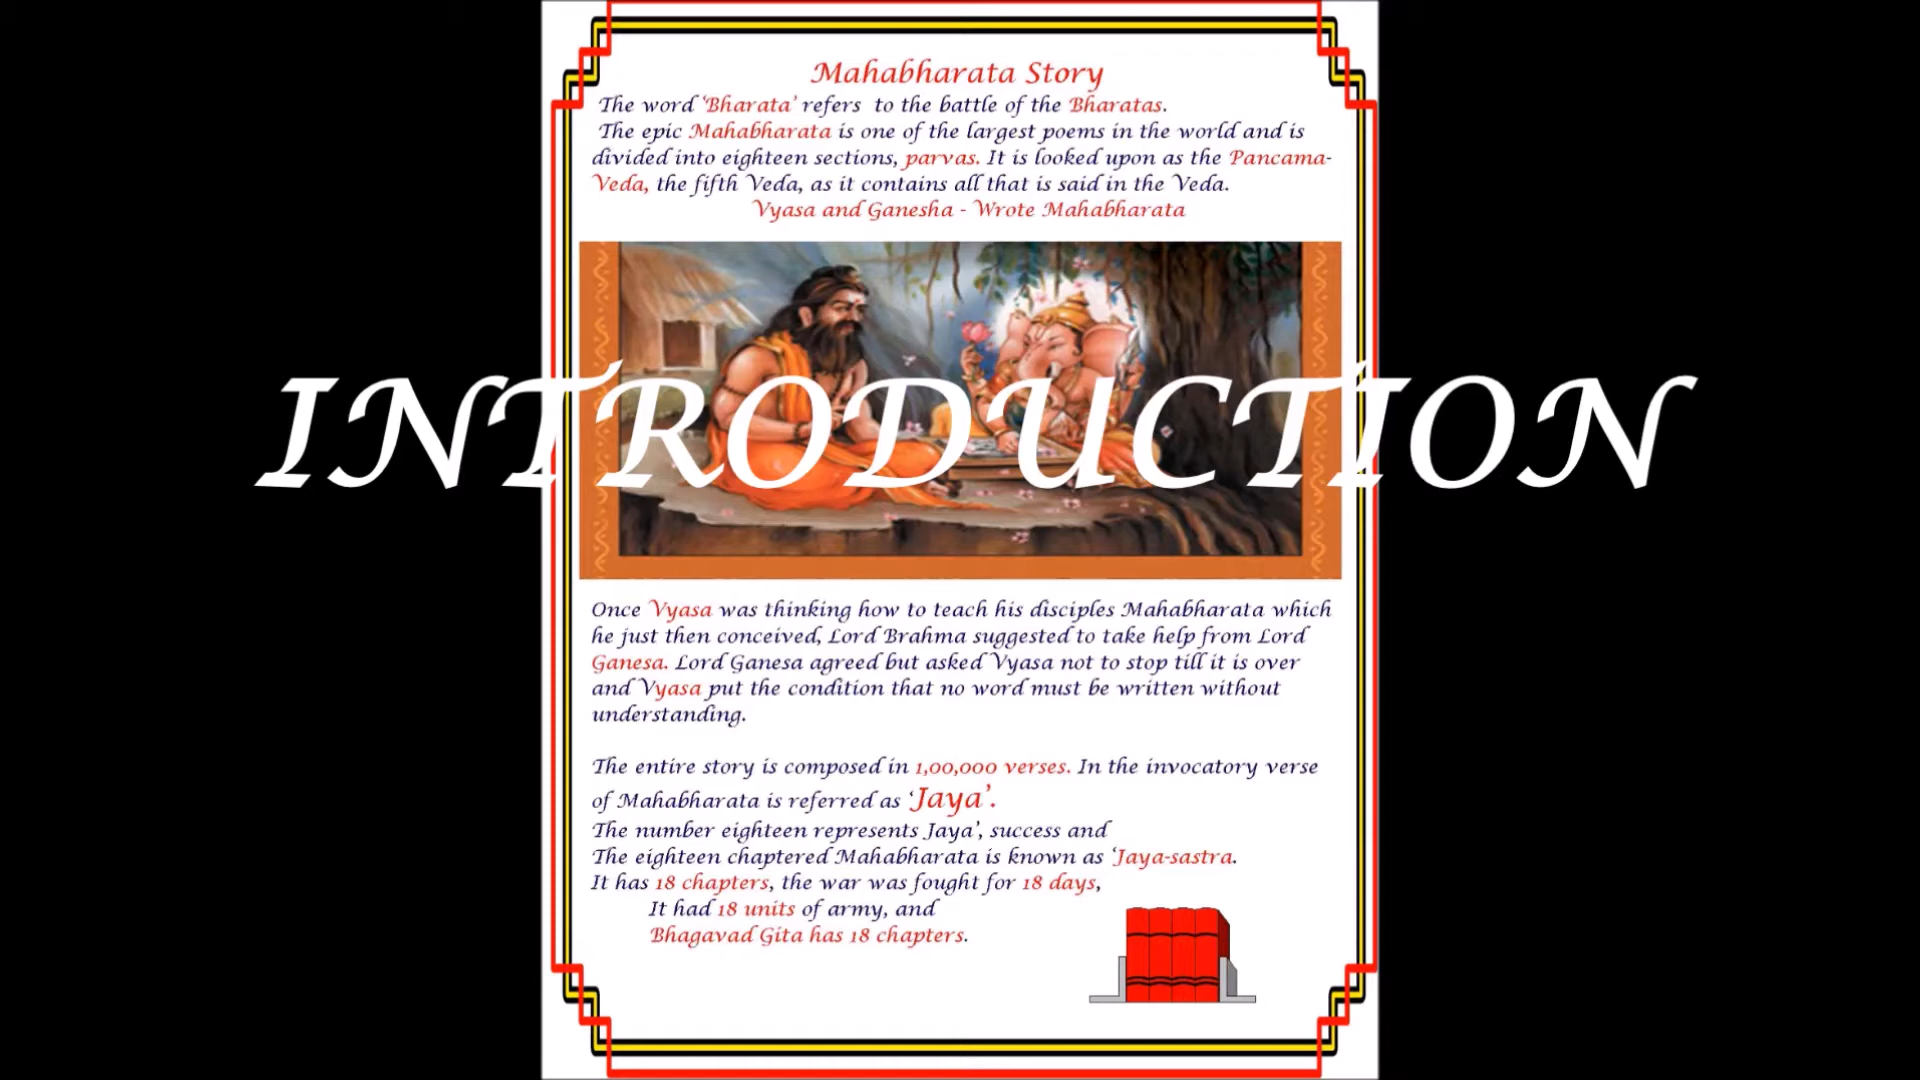 Mahabharata Story
The word ‘Bharata’ refers to the battle of the Bharatas.
The epic Mahabharata is one of the largest poems in the world and is
divided into eighteen sections, parvas. It is looked upon as the Pancama-
Veda, the fifth Veda, as it contains all that is said in the Veda.
Vyasa and Ganesha - Wrote Mahabharata
INTRODUCTION
Once Vyasa was thinking how to teach his disciples Mahabharata which
he just then conceived, Lord Brahma suggested to take help from Lord
Ganesa. Lord Ganesa agreed but asked Vyasa not to stop till it is over
and Vyasa put the condition that no word must be written without
understanding.
The entire story is composed in 1,00,000 verses. In the invocatory verse
of Mahabharata is referred as ‘Jaya’.
The number eighteen represents Jaya’, success and
The eighteen chaptered Mahabharata is known as ‘Jaya-sastra.
It has 18 chapters, the war was fought for 18 days,
It had 18 units of army, and
Bhagavad Gita has 18 chapters.